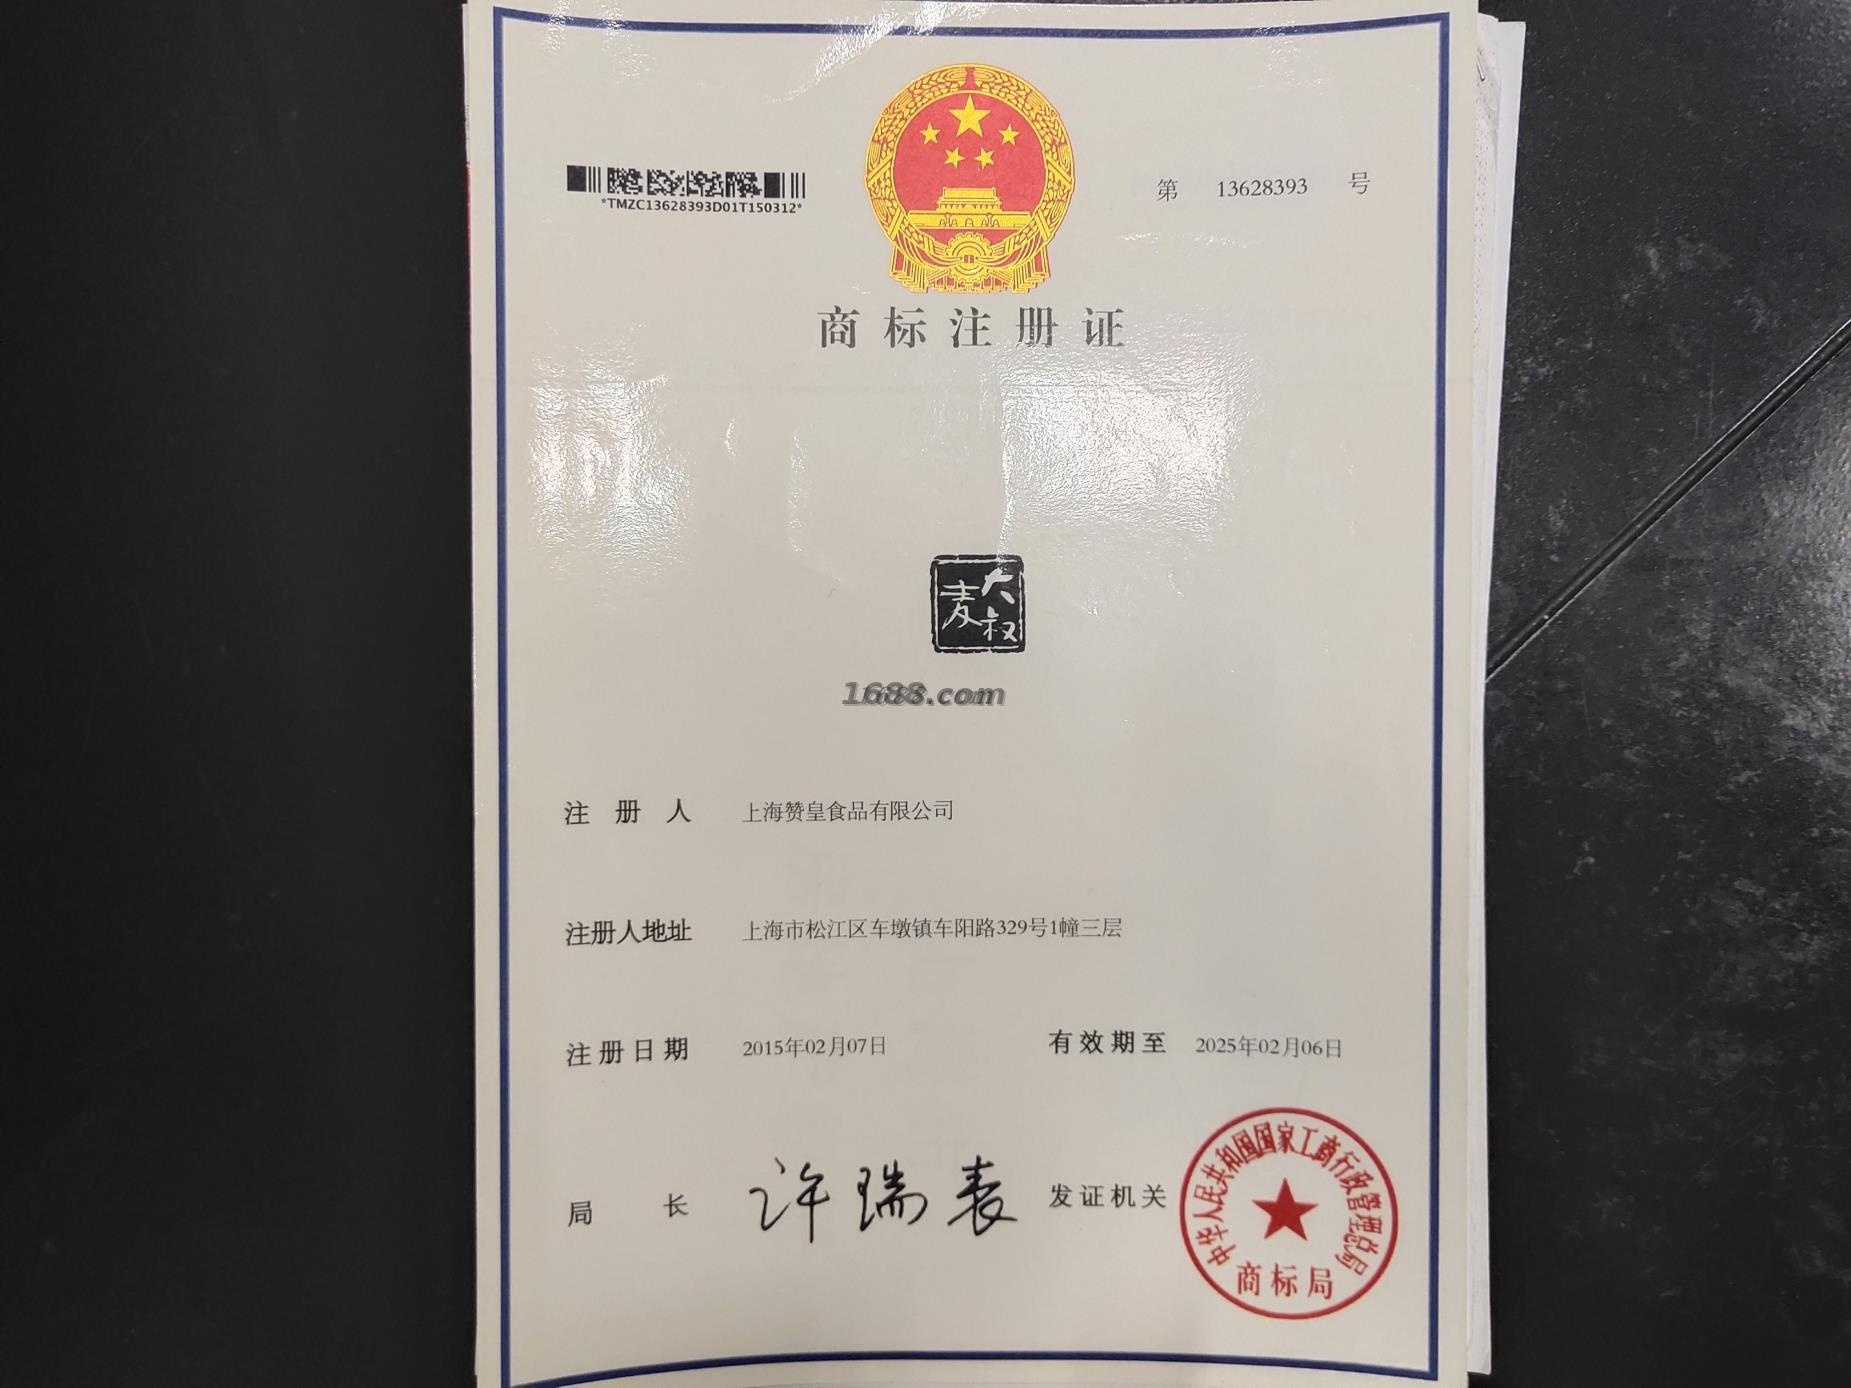 *TMZC13628393D01T150312*
第 13628393 号
商标注册证
大叔
麦
1688.com
注册人 上海赞皇食品有限公司
注册人地址 上海市松江区车墩镇车阳路329号1幢三层
注册日期 2015年02月07日 有效期至 2025年02月06日
局长 许瑞表 发证机关
中华人民共和国国家工商行政管理总局
商标局